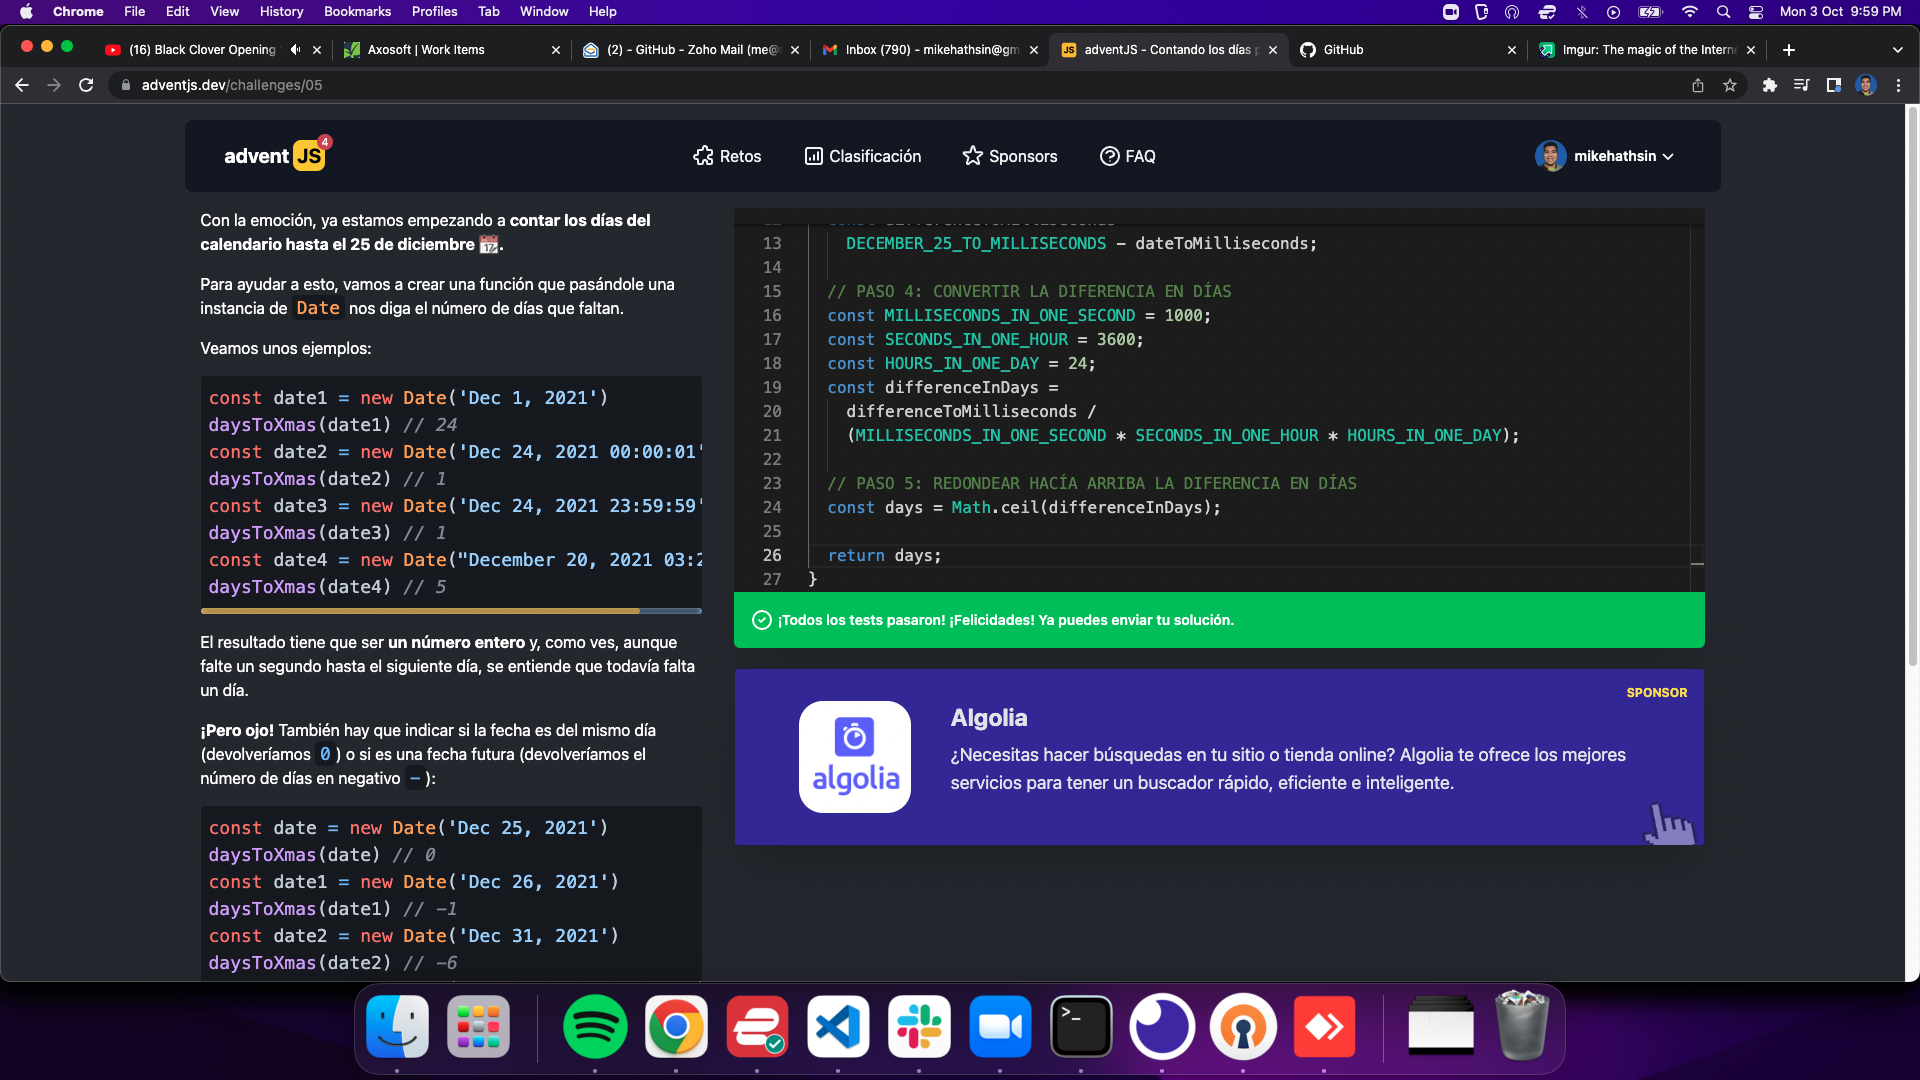 Chrome File Edit View History Bookmarks Profiles Tab Window Help Mon 3 Oct 9:59 PM
(16) Black Clover Opening
Axosoft | Work Items
(2) - GitHub - Zoho Mail (me@
Inbox (790) - mikehathsin@gm
adventJS - Contando los días p
GitHub
Imgur: The magic of the Interne
adventjs.dev/challenges/05
advent JS 4
Retos
Clasificación
Sponsors
FAQ
mikehathsin
Con la emoción, ya estamos empezando a contar los días del
calendario hasta el 25 de diciembre 📆.
Para ayudar a esto, vamos a crear una función que pasándole una
instancia de Date nos diga el número de días que faltan.
Veamos unos ejemplos:
const date1 = new Date('Dec 1, 2021')
daysToXmas(date1) // 24
const date2 = new Date('Dec 24, 2021 00:00:01'
daysToXmas(date2) // 1
const date3 = new Date('Dec 24, 2021 23:59:59'
daysToXmas(date3) // 1
const date4 = new Date("December 20, 2021 03:2
daysToXmas(date4) // 5
El resultado tiene que ser un número entero y, como ves, aunque
falte un segundo hasta el siguiente día, se entiende que todavía falta
un día.
¡Pero ojo! También hay que indicar si la fecha es del mismo día
(devolveríamos 0 ) o si es una fecha futura (devolveríamos el
número de días en negativo − ):
const date = new Date('Dec 25, 2021')
daysToXmas(date) // 0
const date1 = new Date('Dec 26, 2021')
daysToXmas(date1) // -1
const date2 = new Date('Dec 31, 2021')
daysToXmas(date2) // -6
13 DECEMBER_25_TO_MILLISECONDS - dateToMilliseconds;
14
15 // PASO 4: CONVERTIR LA DIFERENCIA EN DÍAS
16 const MILLISECONDS_IN_ONE_SECOND = 1000;
17 const SECONDS_IN_ONE_HOUR = 3600;
18 const HOURS_IN_ONE_DAY = 24;
19 const differenceInDays =
20 differenceToMilliseconds /
21 (MILLISECONDS_IN_ONE_SECOND * SECONDS_IN_ONE_HOUR * HOURS_IN_ONE_DAY);
22
23 // PASO 5: REDONDEAR HACÍA ARRIBA LA DIFERENCIA EN DÍAS
24 const days = Math.ceil(differenceInDays);
25
26 return days;
27 }
¡Todos los tests pasaron! ¡Felicidades! Ya puedes enviar tu solución.
SPONSOR
algolia
Algolia
¿Necesitas hacer búsquedas en tu sitio o tienda online? Algolia te ofrece los mejores
servicios para tener un buscador rápido, eficiente e inteligente.